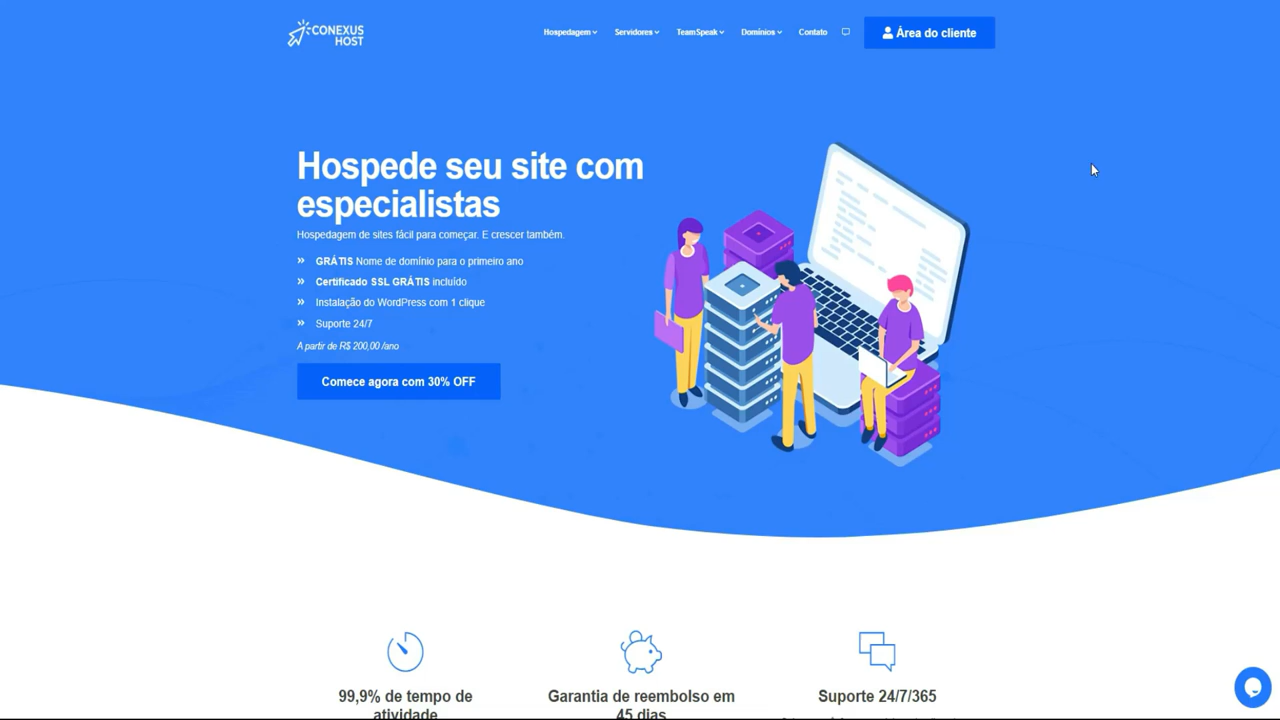 CONEXUS
HOST
Hospedagem
Servidores
TeamSpeak
Domínios
Contato
Área do cliente
Hospede seu site com
especialistas
Hospedagem de sites fácil para começar. E crescer também.
GRÁTIS Nome de domínio para o primeiro ano
Certificado SSL GRÁTIS incluído
Instalação do WordPress com 1 clique
Suporte 24/7
A partir de R$ 200,00 /ano
Comece agora com 30% OFF
99,9% de tempo de
atividade
Garantia de reembolso em
45 dias
Suporte 24/7/365